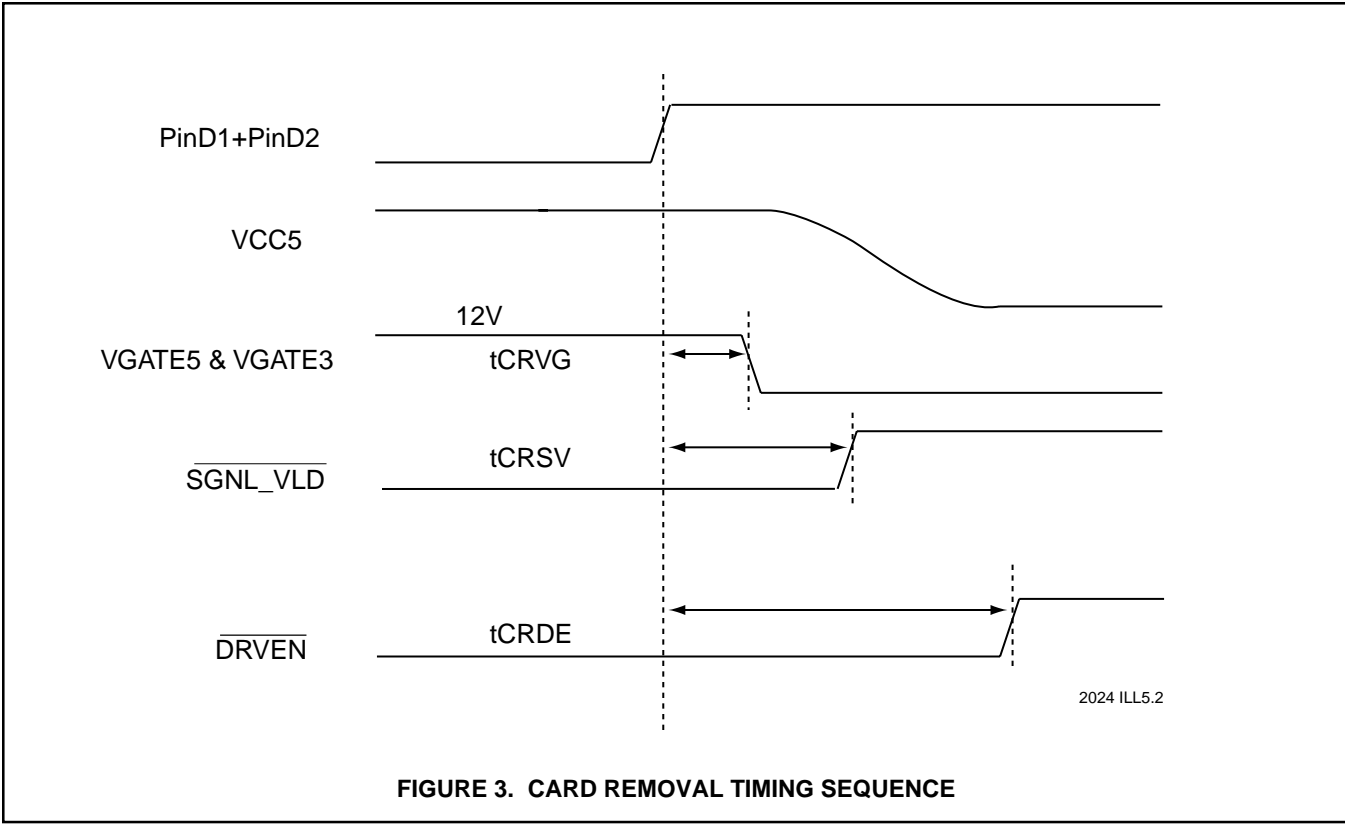 PinD1+PinD2
VCC5
12V
VGATE5 & VGATE3
tCRVG
SGNL_VLD
tCRSV
DRVEN
tCRDE
2024 ILL5.2
FIGURE 3. CARD REMOVAL TIMING SEQUENCE